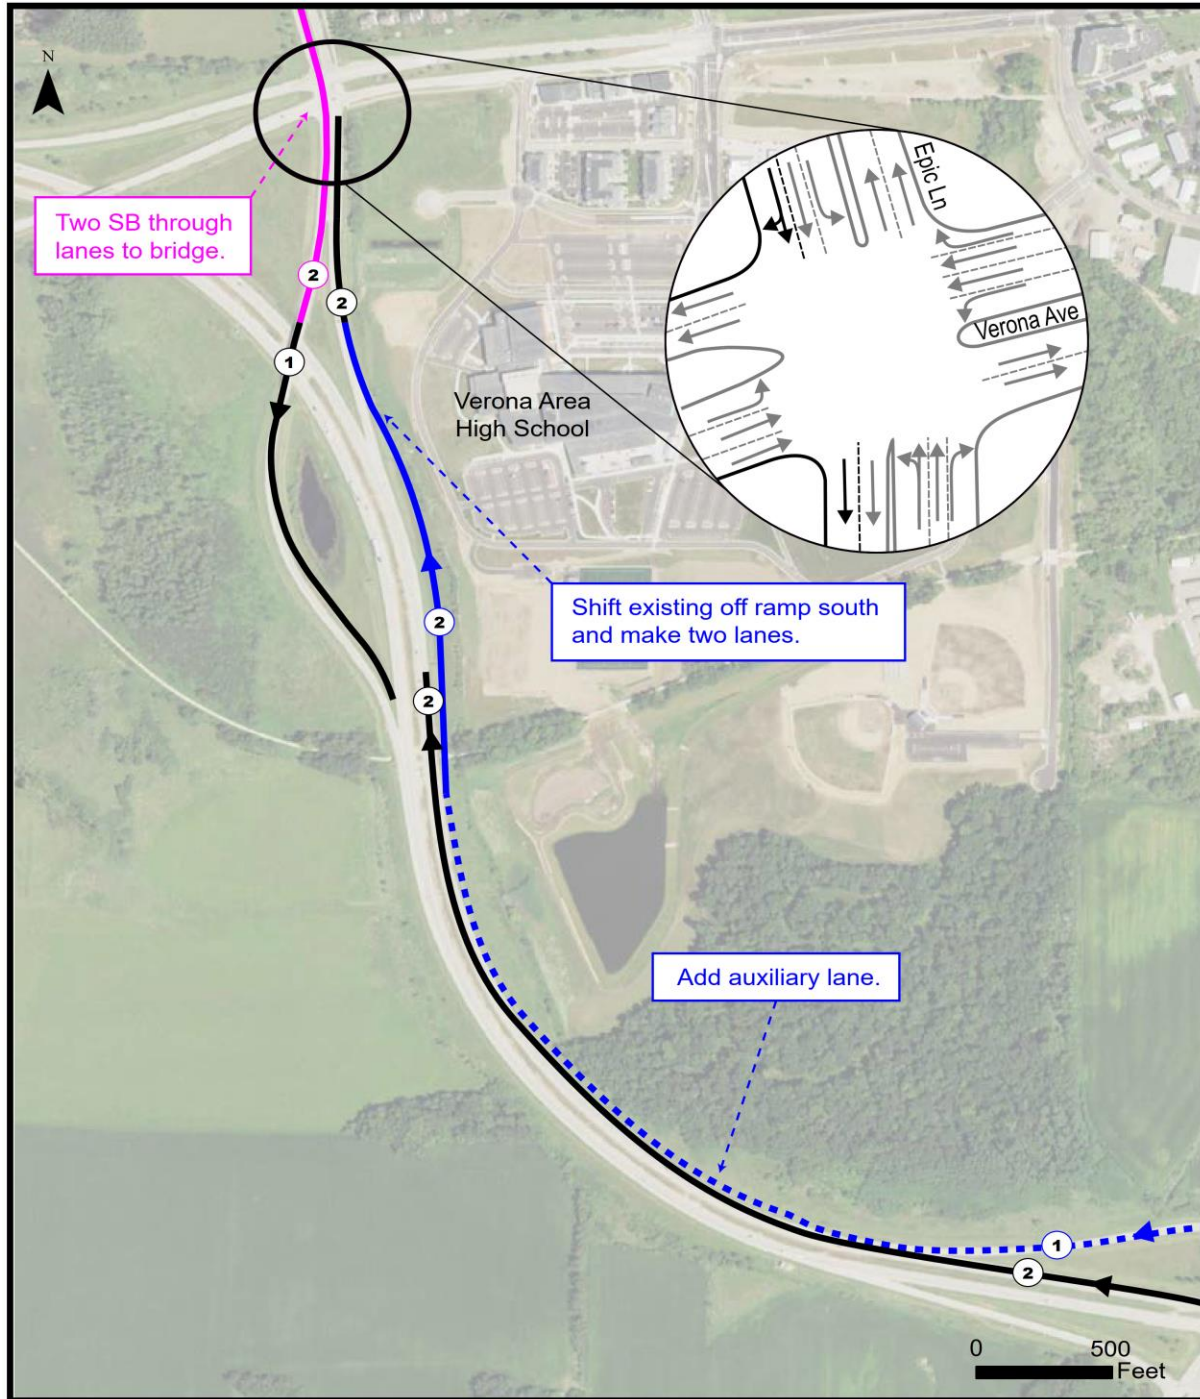 N
Two SB through
lanes to bridge.
Epic Ln
Verona Ave
2
2
1
Verona Area
High School
Shift existing off ramp south
and make two lanes.
2
2
Add auxiliary lane.
1
2
0 500
Feet